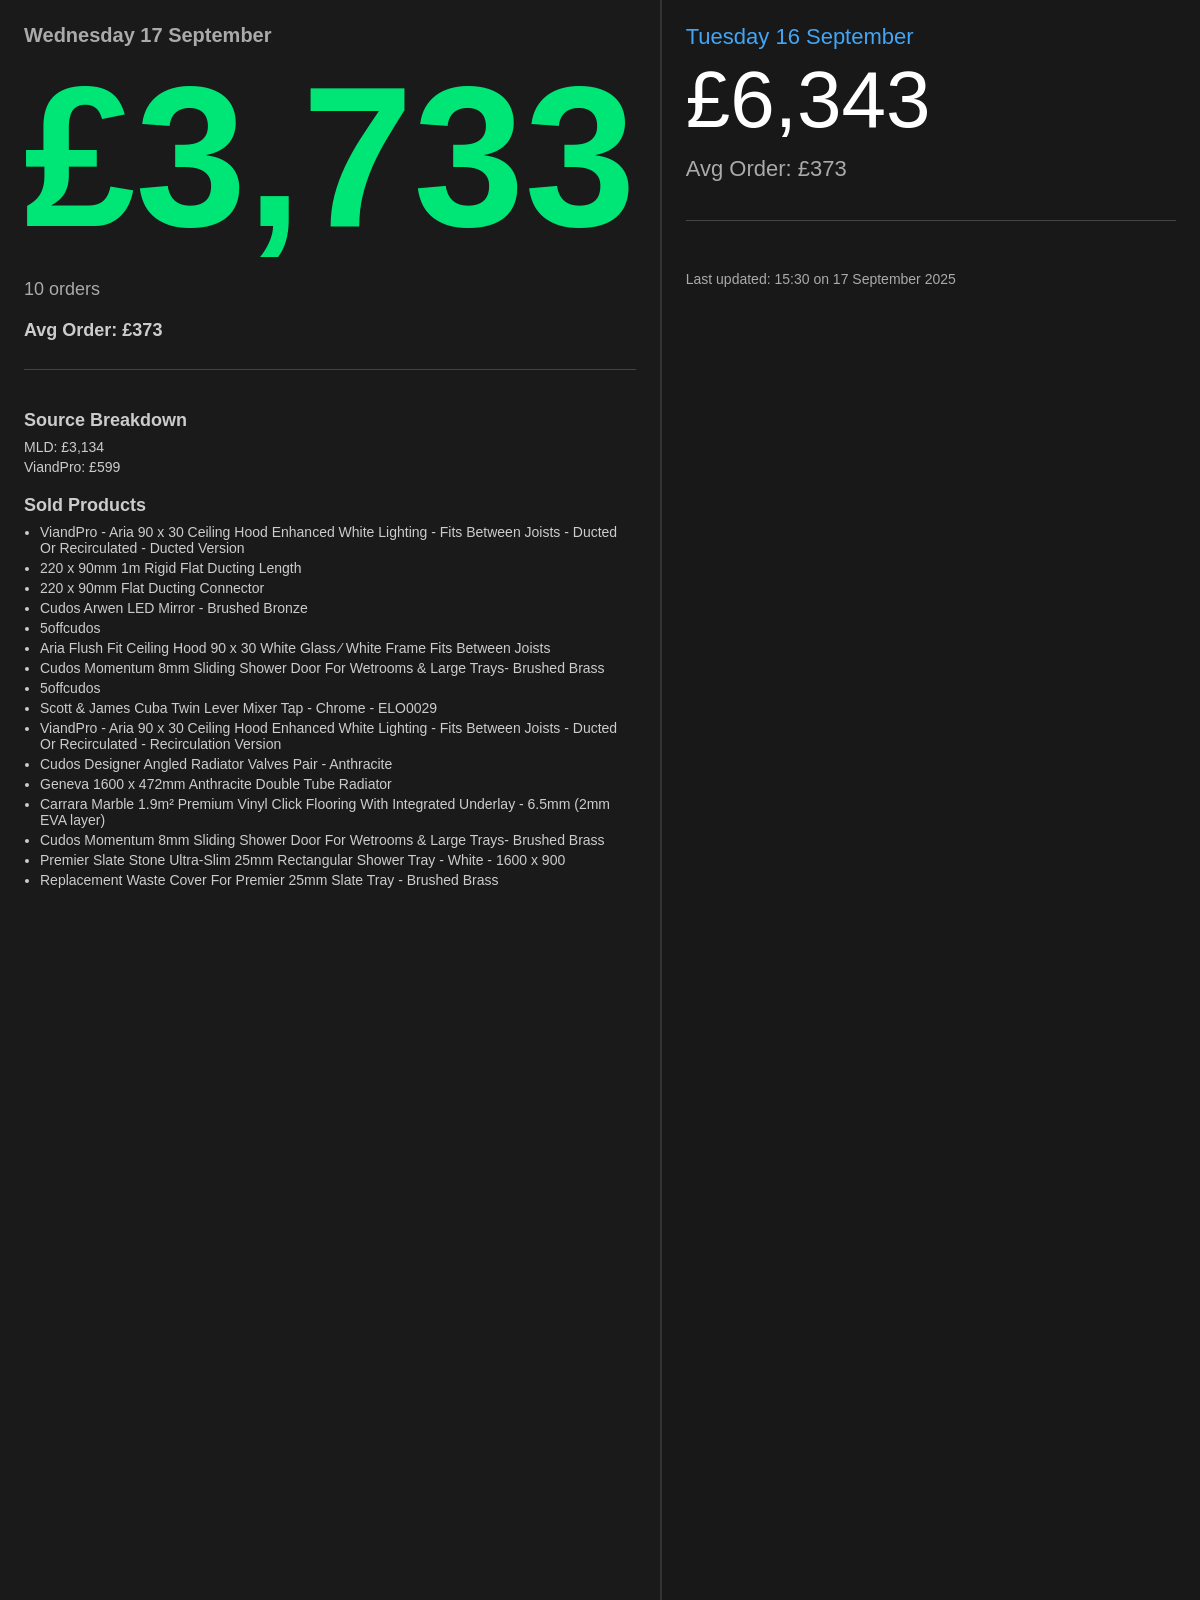 Wednesday 17 September
£3,733
10 orders
Avg Order: £373
Source Breakdown
MLD: £3,134
ViandPro: £599
Sold Products
• ViandPro - Aria 90 x 30 Ceiling Hood Enhanced White Lighting - Fits Between Joists - Ducted
Or Recirculated - Ducted Version
• 220 x 90mm 1m Rigid Flat Ducting Length
• 220 x 90mm Flat Ducting Connector
• Cudos Arwen LED Mirror - Brushed Bronze
• 5offcudos
• Aria Flush Fit Ceiling Hood 90 x 30 White Glass ⁄ White Frame Fits Between Joists
• Cudos Momentum 8mm Sliding Shower Door For Wetrooms & Large Trays- Brushed Brass
• 5offcudos
• Scott & James Cuba Twin Lever Mixer Tap - Chrome - ELO0029
• ViandPro - Aria 90 x 30 Ceiling Hood Enhanced White Lighting - Fits Between Joists - Ducted
Or Recirculated - Recirculation Version
• Cudos Designer Angled Radiator Valves Pair - Anthracite
• Geneva 1600 x 472mm Anthracite Double Tube Radiator
• Carrara Marble 1.9m² Premium Vinyl Click Flooring With Integrated Underlay - 6.5mm (2mm
EVA layer)
• Cudos Momentum 8mm Sliding Shower Door For Wetrooms & Large Trays- Brushed Brass
• Premier Slate Stone Ultra-Slim 25mm Rectangular Shower Tray - White - 1600 x 900
• Replacement Waste Cover For Premier 25mm Slate Tray - Brushed Brass
Tuesday 16 September
£6,343
Avg Order: £373
Last updated: 15:30 on 17 September 2025